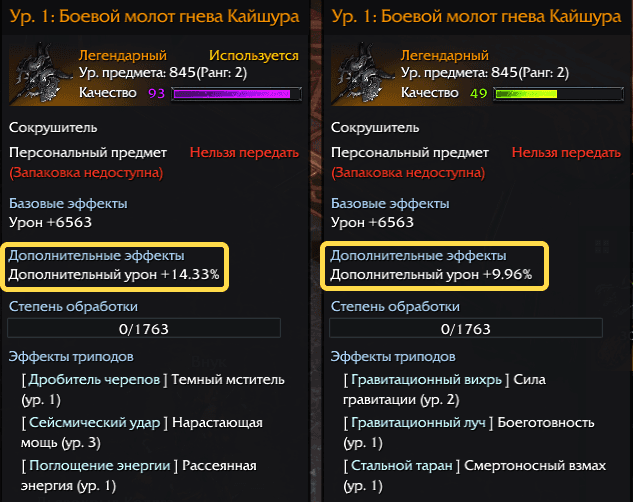 Ур. 1: Боевой молот гнева Кайшура
Легендарный Используется
Ур. предмета: 845(Ранг: 2)
Качество 93
Сокрушитель
Персональный предмет Нельзя передать
(Запаковка недоступна)
Базовые эффекты
Урон +6563
Дополнительные эффекты
Дополнительный урон +14.33%
Степень обработки
0/1763
Эффекты триподов
[ Дробитель черепов ] Темный мститель
(ур. 1)
[ Сейсмический удар ] Нарастающая
мощь (ур. 3)
[ Поглощение энергии ] Рассеянная
энергия (ур. 1)
Ур. 1: Боевой молот гнева Кайшура
Легендарный
Ур. предмета: 845(Ранг: 2)
Качество 49
Сокрушитель
Персональный предмет Нельзя передать
(Запаковка недоступна)
Базовые эффекты
Урон +6563
Дополнительные эффекты
Дополнительный урон +9.96%
Степень обработки
0/1763
Эффекты триподов
[ Гравитационный вихрь ] Сила
гравитации (ур. 2)
[ Гравитационный луч ] Боеготовность
(ур. 1)
[ Стальной таран ] Смертоносный взмах
(ур. 1)